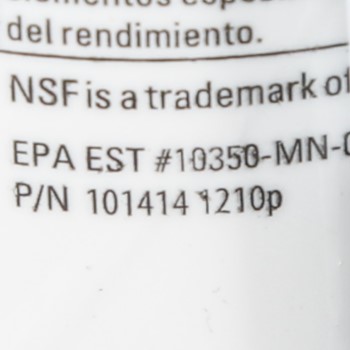 del rendimiento.
NSF is a trademark of
EPA EST #10350-MN-
P/N 101414 1210p